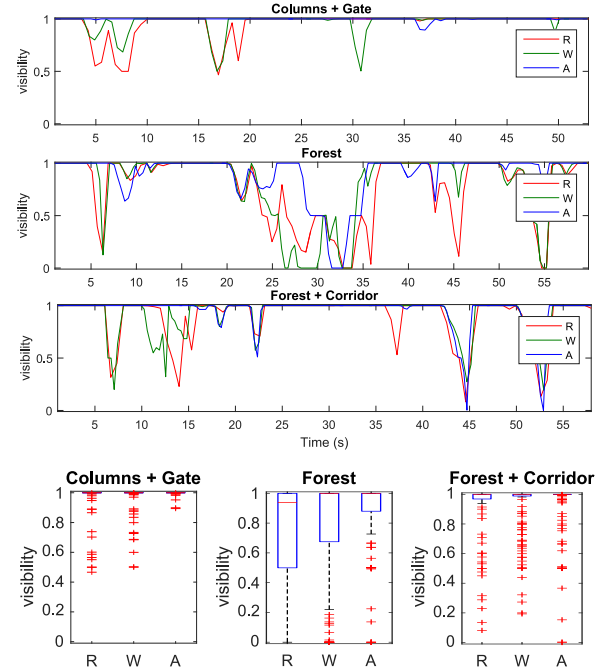 Columns + Gate
visibility
1
0.5
0
R
W
A
5 10 15 20 25 30 35 40 45 50
Forest
visibility
1
0.5
0
R
W
A
5 10 15 20 25 30 35 40 45 50 55
Forest + Corridor
visibility
1
0.5
0
R
W
A
5 10 15 20 25 30 35 40 45 50 55
Time (s)
Columns + Gate
visibility
1
0.8
0.6
0.4
0.2
0
R W A
Forest
visibility
1
0.8
0.6
0.4
0.2
0
R W A
Forest + Corridor
visibility
1
0.8
0.6
0.4
0.2
0
R W A